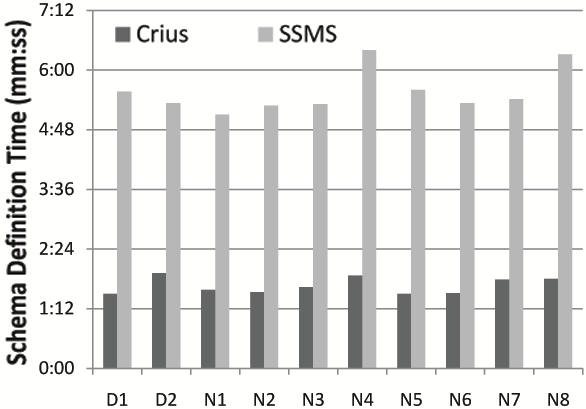 Schema Definition Time (mm:ss)
7:12
6:00
4:48
3:36
2:24
1:12
0:00
Crius SSMS
D1 D2 N1 N2 N3 N4 N5 N6 N7 N8